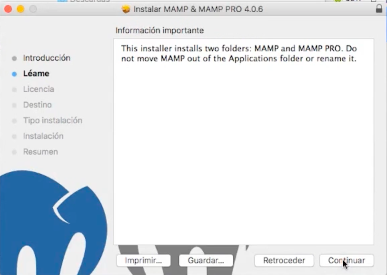 Instalar MAMP & MAMP PRO 4.0.6
Información importante
Introducción
Léame
Licencia
Destino
Tipo instalación
Instalación
Resumen
This installer installs two folders: MAMP and MAMP PRO. Do
not move MAMP out of the Applications folder or rename it.
Imprimir...
Guardar...
Retroceder
Continuar